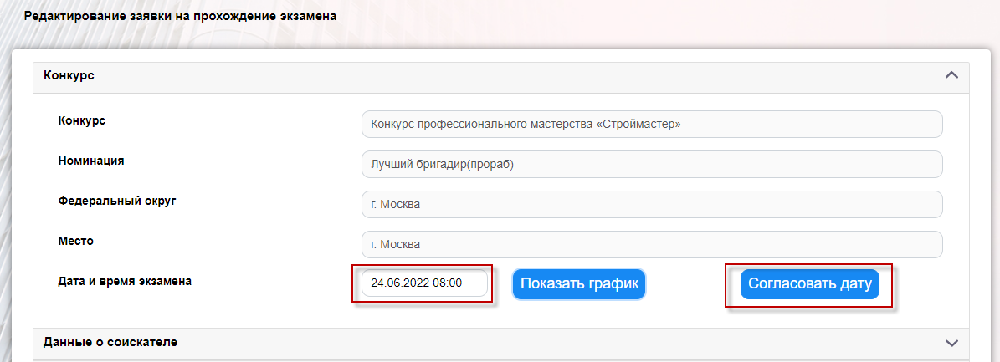 Редактирование заявки на прохождение экзамена
Конкурс
Конкурс Конкурс профессионального мастерства «Строймастер»
Номинация Лучший бригадир(прораб)
Федеральный округ г. Москва
Место г. Москва
Дата и время экзамена 24.06.2022 08:00 Показать график Согласовать дату
Данные о соискателе